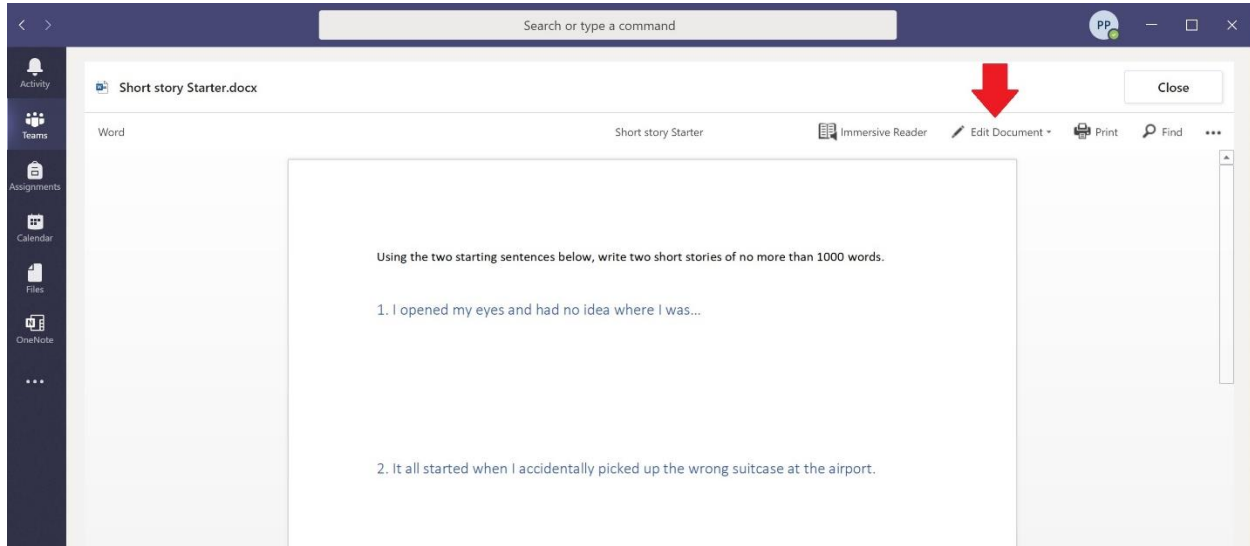 Search or type a command
PP
Activity
Short story Starter.docx
Close
Teams
Word
Short story Starter
Immersive Reader
Edit Document
Print
Find
Assignments
Calendar
Files
OneNote
Using the two starting sentences below, write two short stories of no more than 1000 words.
1. I opened my eyes and had no idea where I was...
2. It all started when I accidentally picked up the wrong suitcase at the airport.